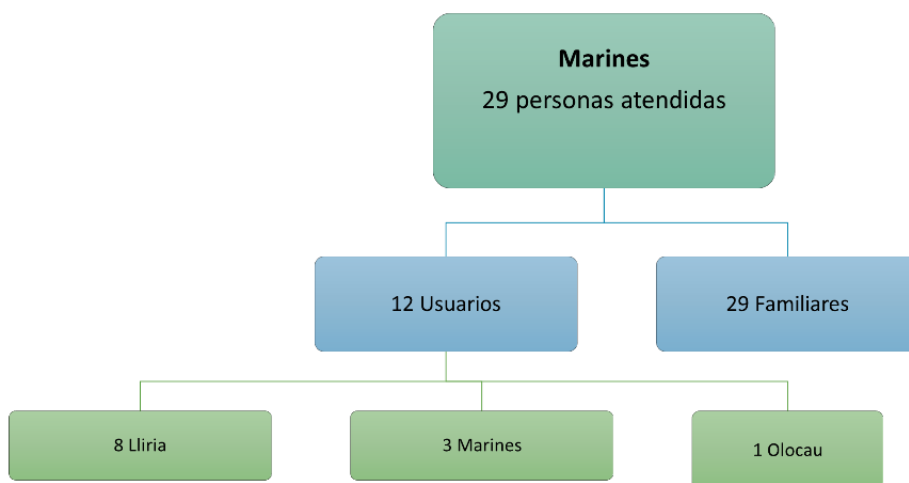 Marines
29 personas atendidas
12 Usuarios
29 Familiares
8 Lliria
3 Marines
1 Olocau